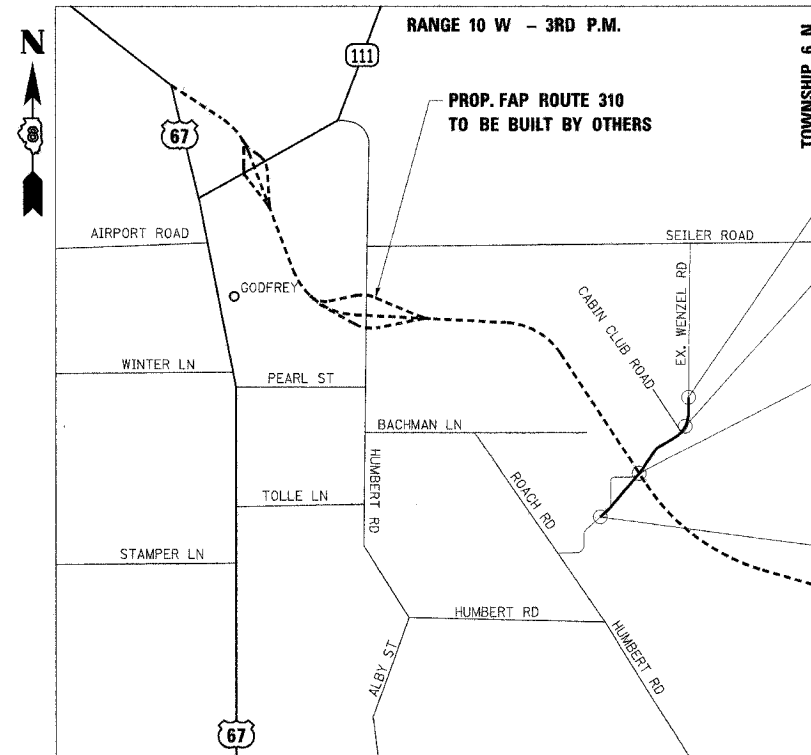 RANGE 10 W - 3RD P.M.
TOWNSHIP 6 N
N
111
PROP. FAP ROUTE 310
TO BE BUILT BY OTHERS
67
AIRPORT ROAD
SEILER ROAD
GODFREY
EX. WENZEL RD
CABIN CLUB ROAD
WINTER LN
PEARL ST
BACHMAN LN
HUMBERT RD
ROACH RD
TOLLE LN
STAMPER LN
HUMBERT RD
HUMBERT RD
ALBY ST
67